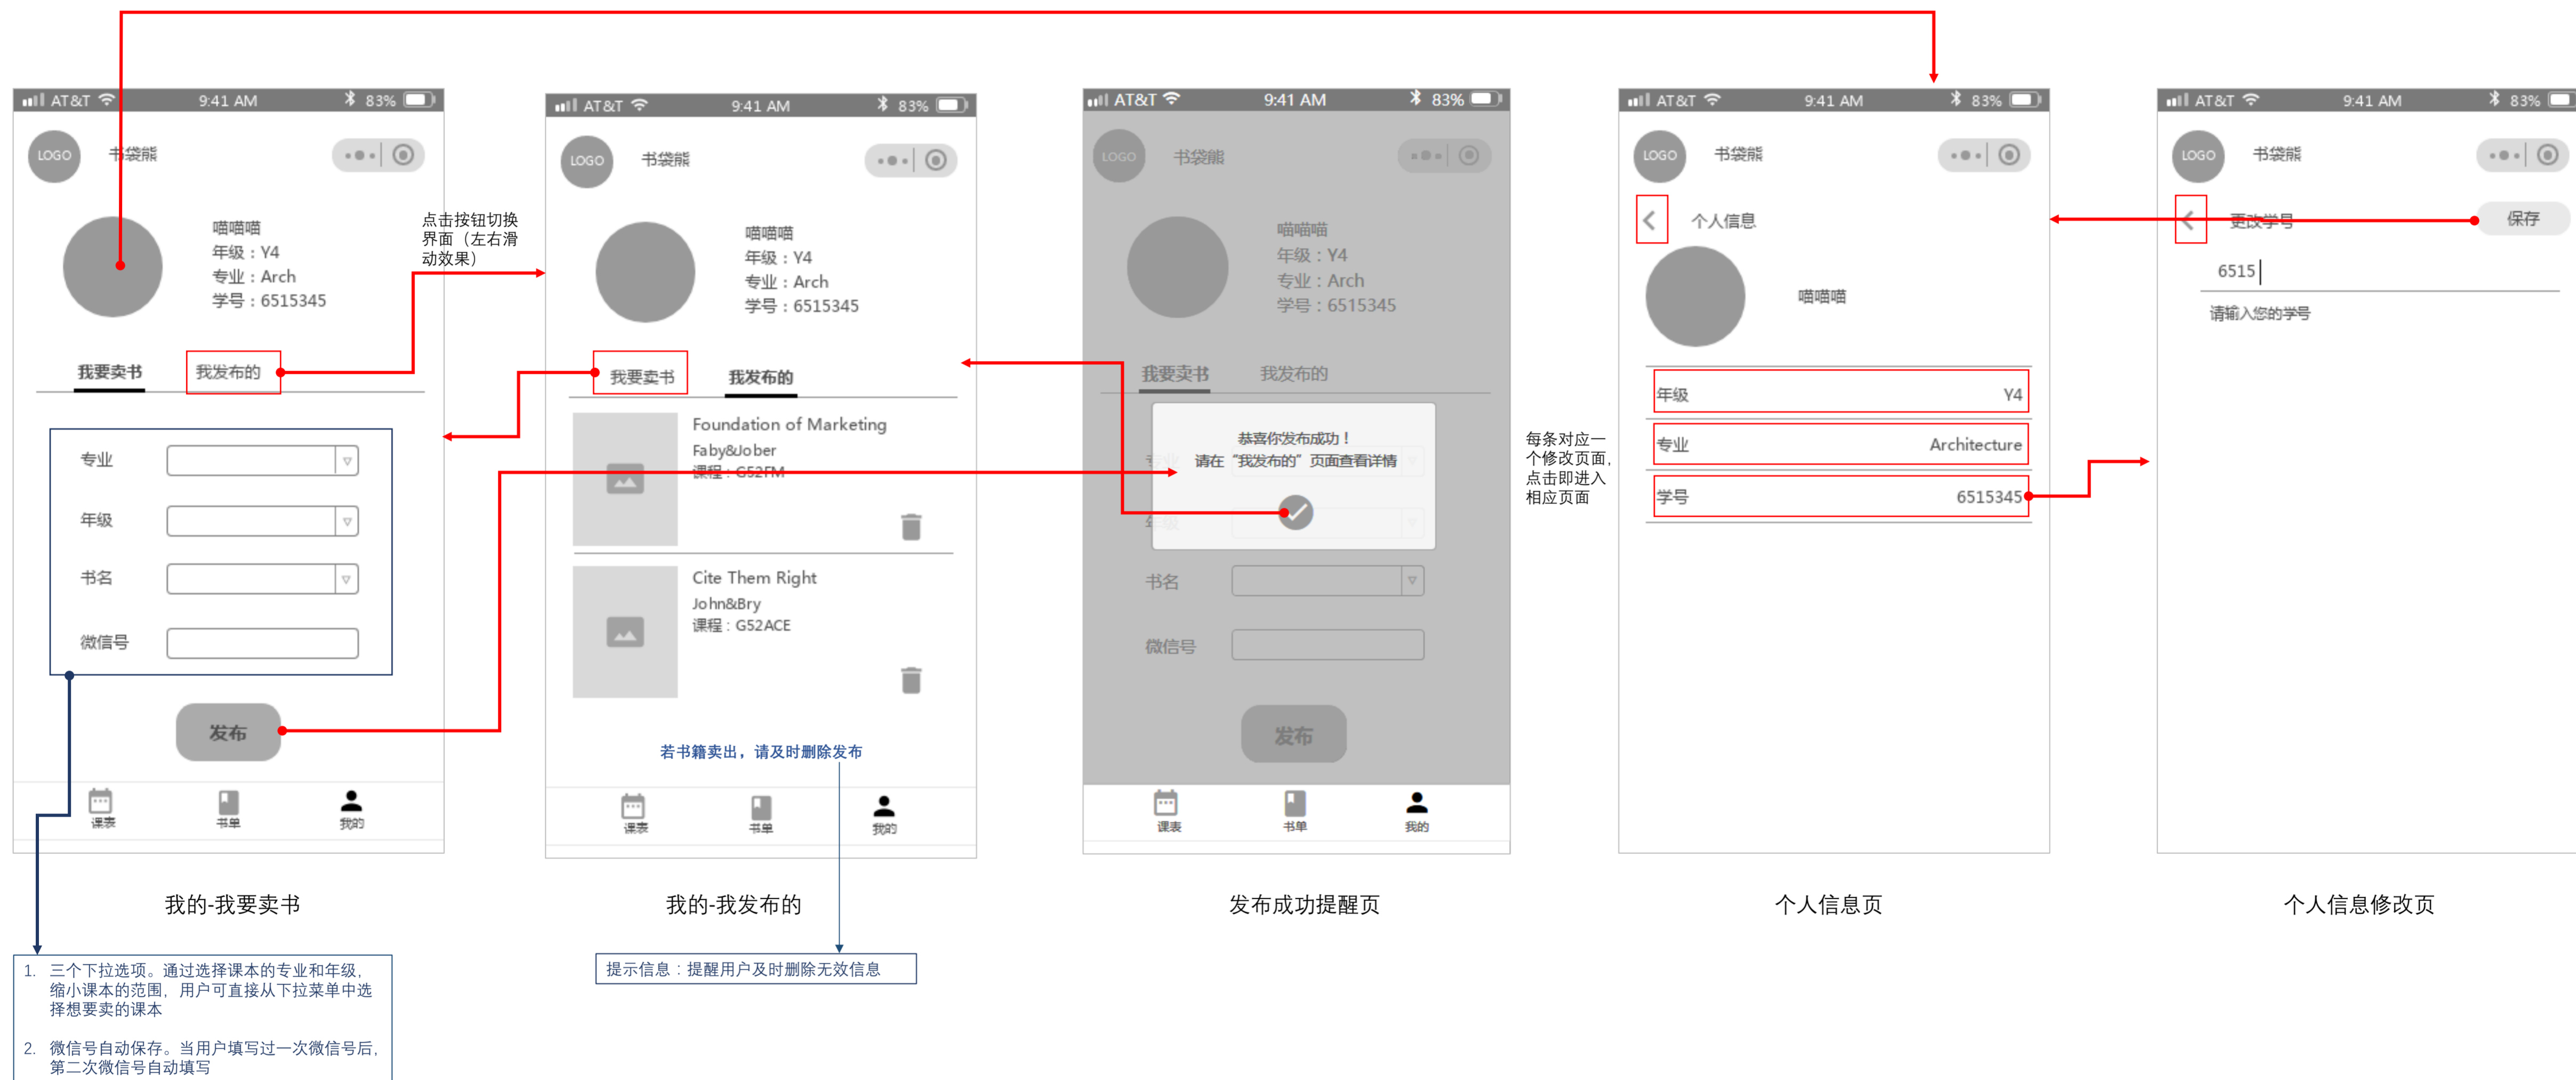 AT&T 9:41 AM 83%
LOGO 书袋熊
喵喵喵
年级：Y4
专业：Arch
学号：6515345
我要卖书 我发布的
专业
年级
书名
微信号
发布
课表 书单 我的
我的-我要卖书
1. 三个下拉选项。通过选择课本的专业和年级，
缩小课本的范围，用户可直接从下拉菜单中选
择想要卖的课本
2. 微信号自动保存。当用户填写过一次微信号后，
第二次微信号自动填写
点击按钮切换
界面（左右滑
动效果）
AT&T 9:41 AM 83%
LOGO 书袋熊
喵喵喵
年级：Y4
专业：Arch
学号：6515345
我要卖书 我发布的
Foundation of Marketing
Faby&Jober
课程：G52FM
Cite Them Right
John&Bry
课程：G52ACE
若书籍卖出，请及时删除发布
课表 书单 我的
我的-我发布的
提示信息：提醒用户及时删除无效信息
AT&T 9:41 AM 83%
LOGO 书袋熊
喵喵喵
年级：Y4
专业：Arch
学号：6515345
我要卖书 我发布的
恭喜你发布成功！
专业
请在“我发布的”页面查看详情
年级
书名
微信号
发布
课表 书单 我的
发布成功提醒页
每条对应一
个修改页面，
点击即进入
相应页面
AT&T 9:41 AM 83%
LOGO 书袋熊
个人信息
喵喵喵
年级 Y4
专业 Architecture
学号 6515345
个人信息页
AT&T 9:41 AM 83%
LOGO 书袋熊
更改学号 保存
6515
请输入您的学号
个人信息修改页